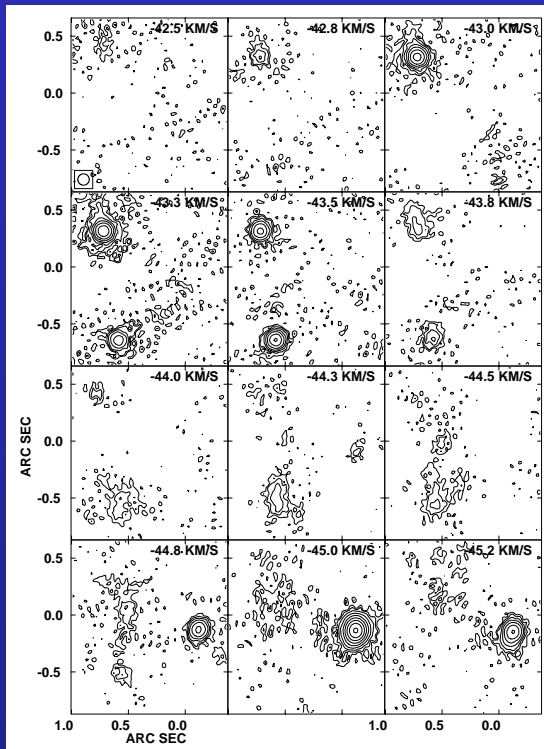 -42.5 KM/S
-42.8 KM/S
-43.0 KM/S
0.5
0.0
-0.5
-43.3 KM/S
-43.5 KM/S
-43.8 KM/S
0.5
0.0
-0.5
-44.0 KM/S
-44.3 KM/S
-44.5 KM/S
0.5
0.0
-0.5
ARC SEC
-44.8 KM/S
-45.0 KM/S
-45.2 KM/S
0.5
0.0
-0.5
1.0 0.5 0.0 1.0 0.5 0.0
ARC SEC